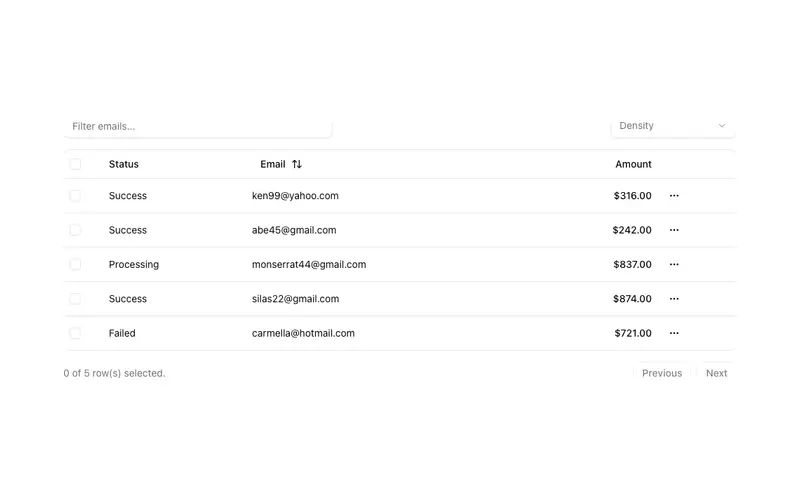 Filter emails... Density
Status Email Amount
Success ken99@yahoo.com $316.00
Success abe45@gmail.com $242.00
Processing monserrat44@gmail.com $837.00
Success silas22@gmail.com $874.00
Failed carmella@hotmail.com $721.00
0 of 5 row(s) selected. Previous Next